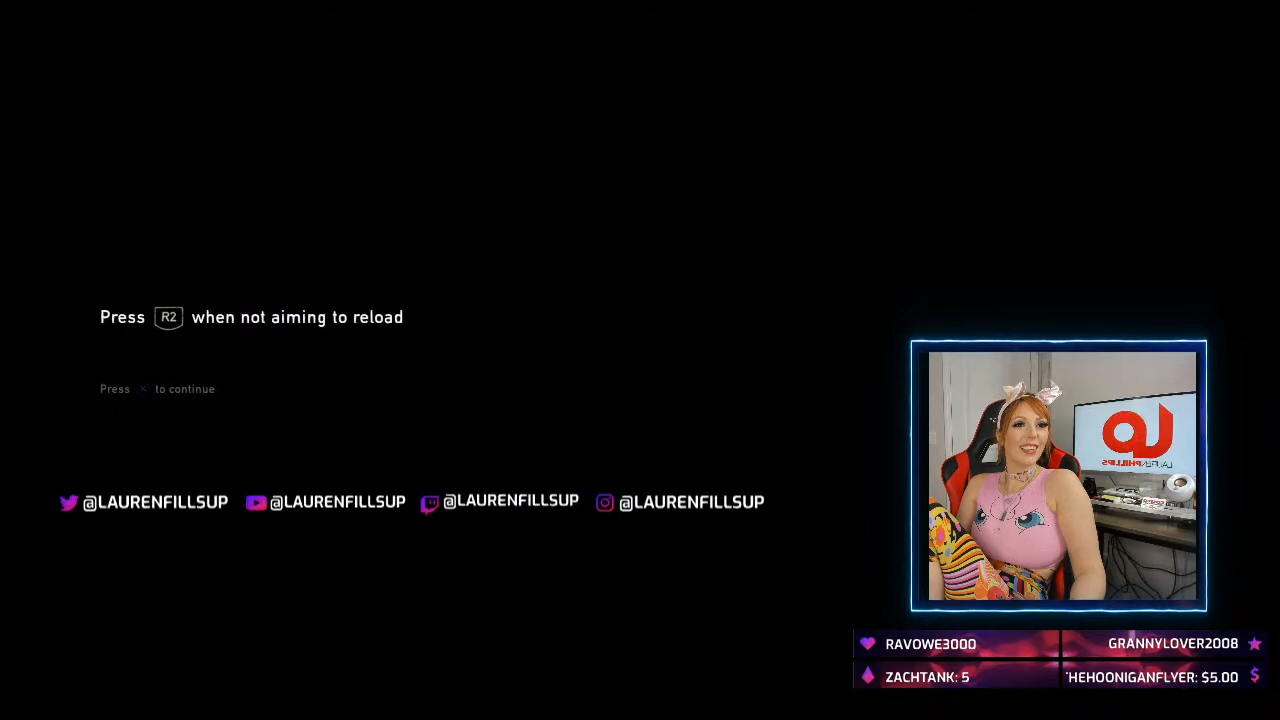 Press R2 when not aiming to reload
Press X to continue
@LAURENFILLSUP @LAURENFILLSUP @LAURENFILLSUP @LAURENFILLSUP
LAURENPHILLIPS
RAVOWE3000
GRANNYLOVER2008
ZACHTANK: 5
HEHOONIGANFLYER: $5.00